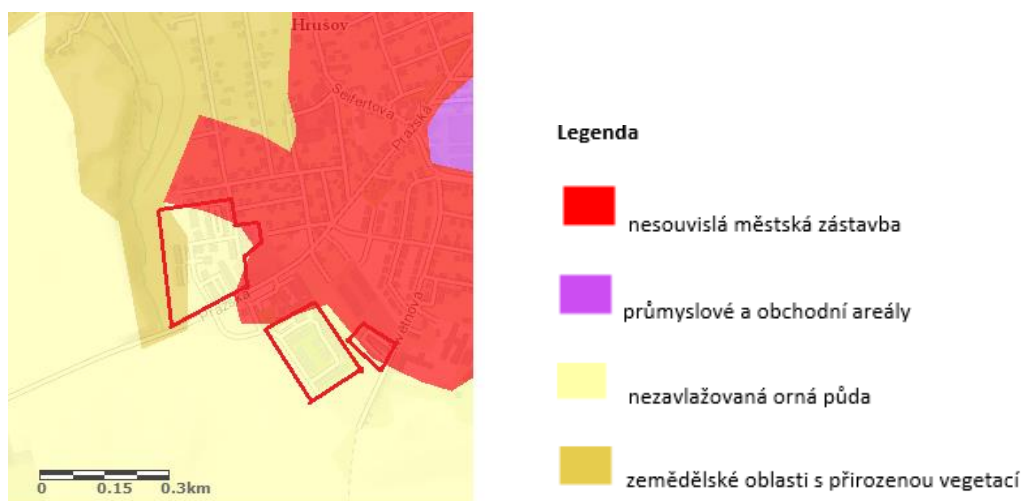 Hrušov
Seifertova
Pražská
Pražská
0 0.15 0.3km
Legenda
nesouvislá městská zástavba
průmyslové a obchodní areály
nezavlažovaná orná půda
zemědělské oblasti s přirozenou vegetací